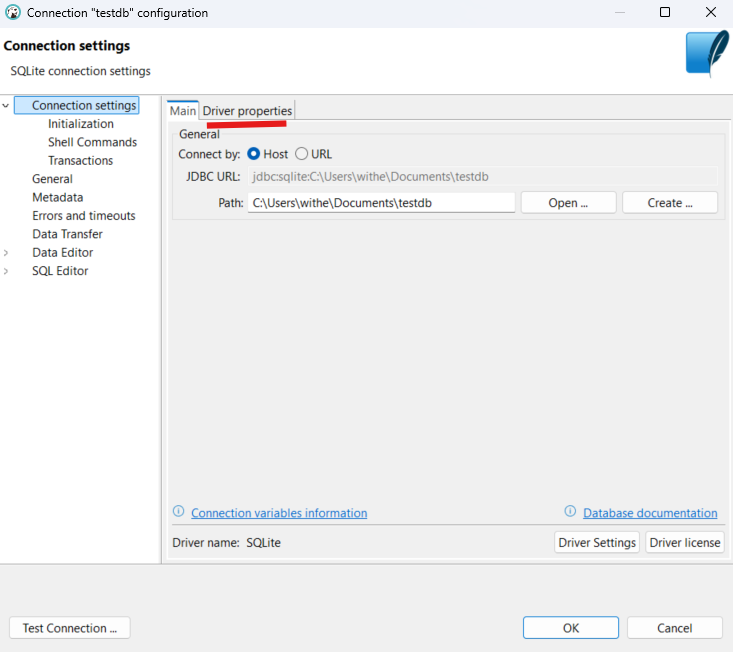 Connection "testdb" configuration
Connection settings
SQLite connection settings
Connection settings
Initialization
Shell Commands
Transactions
General
Metadata
Errors and timeouts
Data Transfer
Data Editor
SQL Editor
Main Driver properties
General
Connect by: Host URL
JDBC URL: jdbc:sqlite:C:\Users\withe\Documents\testdb
Path: C:\Users\withe\Documents\testdb Open ... Create ...
Connection variables information Database documentation
Driver name: SQLite Driver Settings Driver license
Test Connection ... OK Cancel